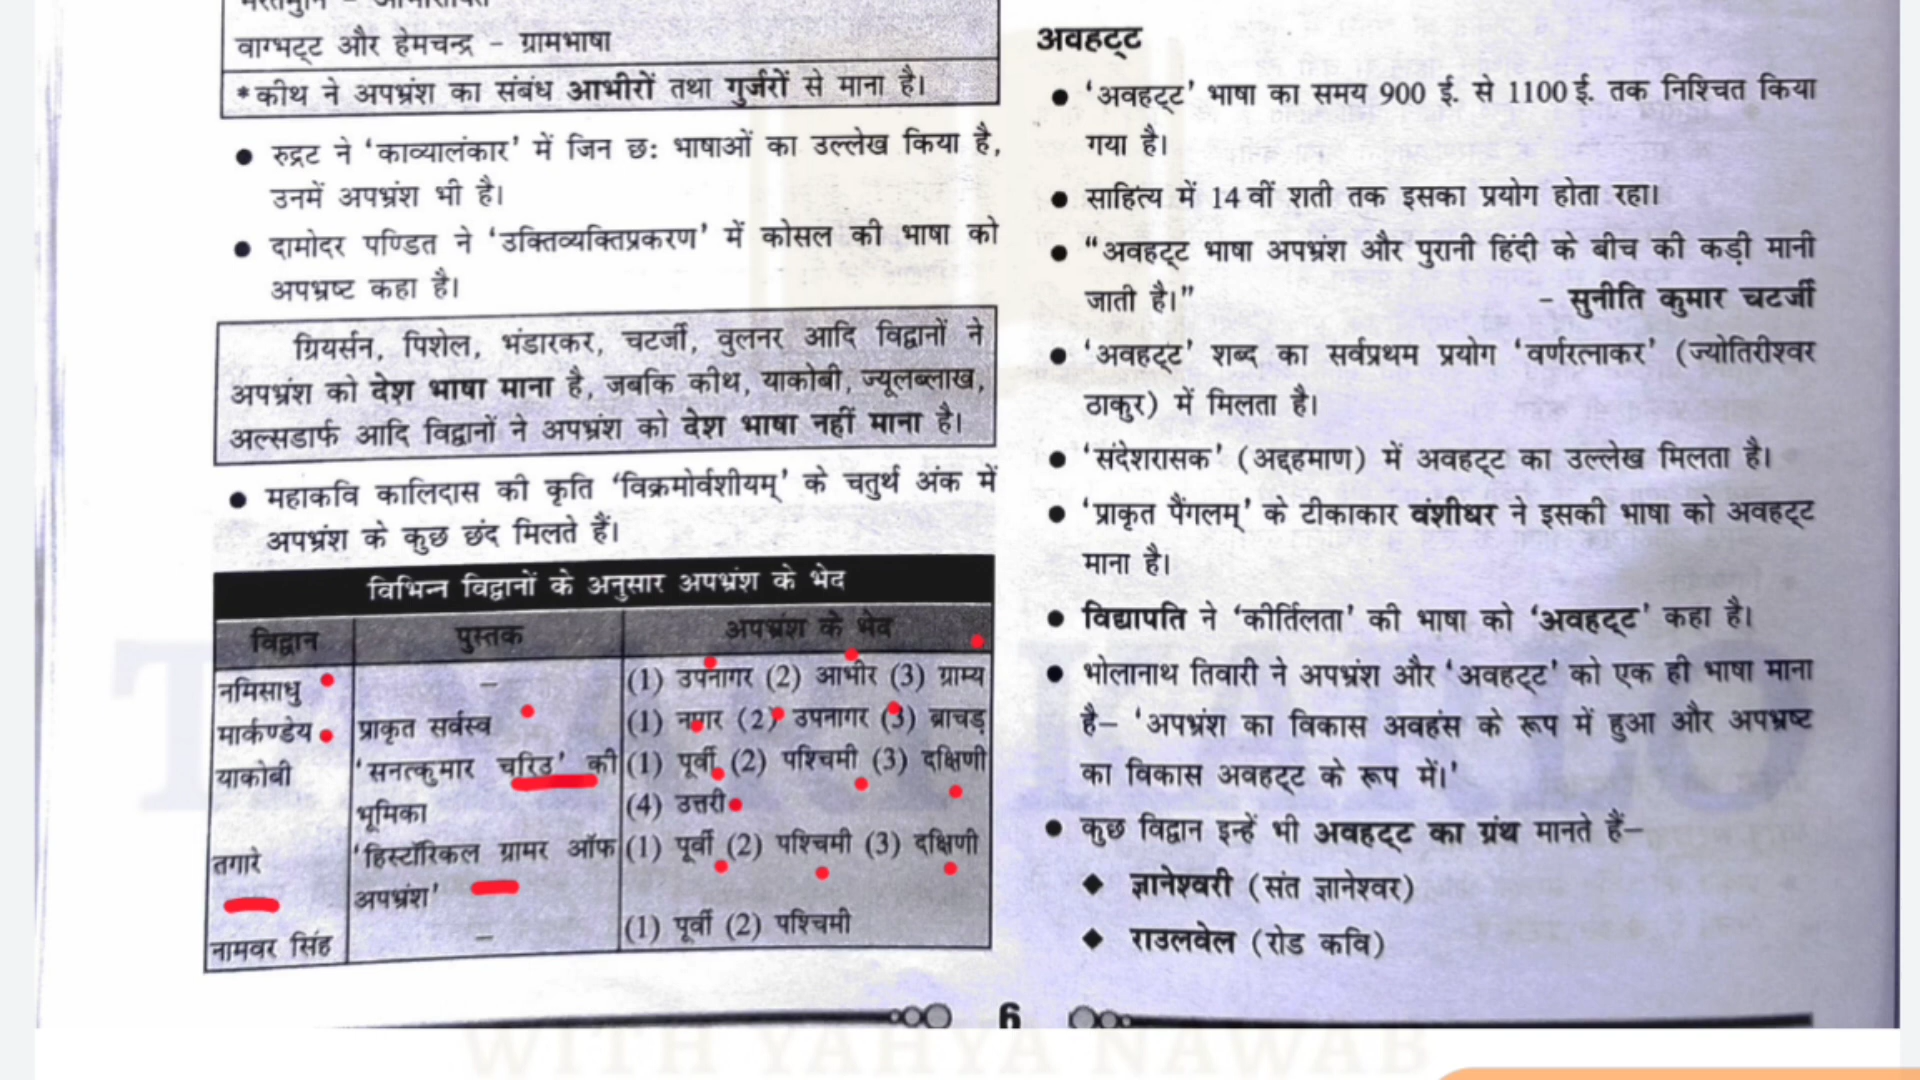 वाग्भट्ट और हेमचन्द्र - ग्रामभाषा
*कीथ ने अपभ्रंश का संबंध आभीरों तथा गुर्जरों से माना है।
● रुद्रट ने ‘काव्यालंकार’ में जिन छः भाषाओं का उल्लेख किया है,
उनमें अपभ्रंश भी है।
● दामोदर पण्डित ने ‘उक्तिव्यक्तिप्रकरण’ में कोसल की भाषा को
अपभ्रष्ट कहा है।
ग्रियर्सन, पिशेल, भंडारकर, चटर्जी, वुलनर आदि विद्वानों ने
अपभ्रंश को देश भाषा माना है, जबकि कीथ, याकोबी, ज्यूलब्लाख,
अल्सडार्फ आदि विद्वानों ने अपभ्रंश को देश भाषा नहीं माना है।
● महाकवि कालिदास की कृति ‘विक्रमोर्वशीयम्’ के चतुर्थ अंक में
अपभ्रंश के कुछ छंद मिलते हैं।
विभिन्न विद्वानों के अनुसार अपभ्रंश के भेद
विद्वान पुस्तक अपभ्रंश के भेद
नमिसाधु – (1) उपनागर (2) आभीर (3) ग्राम्य
मार्कण्डेय प्राकृत सर्वस्व (1) नागर (2) उपनागर (3) ब्राचड़
याकोबी ‘सनत्कुमार चरिउ’ की (1) पूर्वी (2) पश्चिमी (3) दक्षिणी
भूमिका (4) उत्तरी
तगारे ‘हिस्टॉरिकल ग्रामर ऑफ (1) पूर्वी (2) पश्चिमी (3) दक्षिणी
अपभ्रंश’
नामवर सिंह – (1) पूर्वी (2) पश्चिमी
अवहट्ट
● ‘अवहट्ट’ भाषा का समय 900 ई. से 1100 ई. तक निश्चित किया
गया है।
● साहित्य में 14 वीं शती तक इसका प्रयोग होता रहा।
● “अवहट्ट भाषा अपभ्रंश और पुरानी हिंदी के बीच की कड़ी मानी
जाती है।” - सुनीति कुमार चटर्जी
● ‘अवहट्ट’ शब्द का सर्वप्रथम प्रयोग ‘वर्णरत्नाकर’ (ज्योतिरीश्वर
ठाकुर) में मिलता है।
● ‘संदेशरासक’ (अद्दहमाण) में अवहट्ट का उल्लेख मिलता है।
● ‘प्राकृत पैंगलम्’ के टीकाकार वंशीधर ने इसकी भाषा को अवहट्ट
माना है।
● विद्यापति ने ‘कीर्तिलता’ की भाषा को ‘अवहट्ट’ कहा है।
● भोलानाथ तिवारी ने अपभ्रंश और ‘अवहट्ट’ को एक ही भाषा माना
है– ‘अपभ्रंश का विकास अवहंस के रूप में हुआ और अपभ्रष्ट
का विकास अवहट्ट के रूप में।’
● कुछ विद्वान इन्हें भी अवहट्ट का ग्रंथ मानते हैं–
◆ ज्ञानेश्वरी (संत ज्ञानेश्वर)
◆ राउलवेल (रोड कवि)
6
WITH YAHYA NAWAB